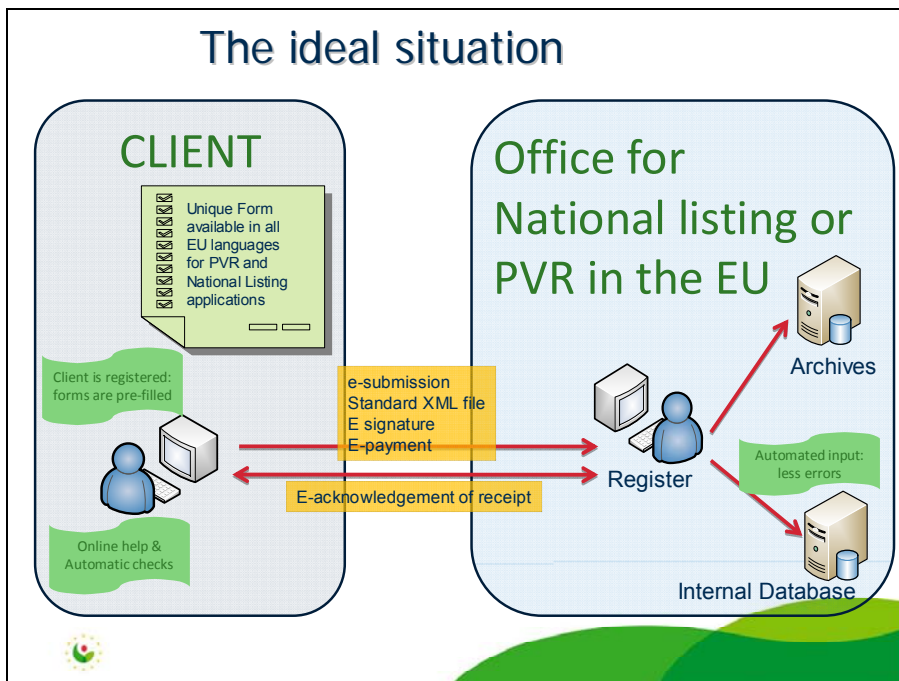 The ideal situation
CLIENT
Unique Form
available in all
EU languages
for PVR and
National Listing
applications
Client is registered:
forms are pre-filled
Online help &
Automatic checks
e-submission
Standard XML file
E signature
E-payment
E-acknowledgement of receipt
Office for
National listing or
PVR in the EU
Archives
Register
Automated input:
less errors
Internal Database